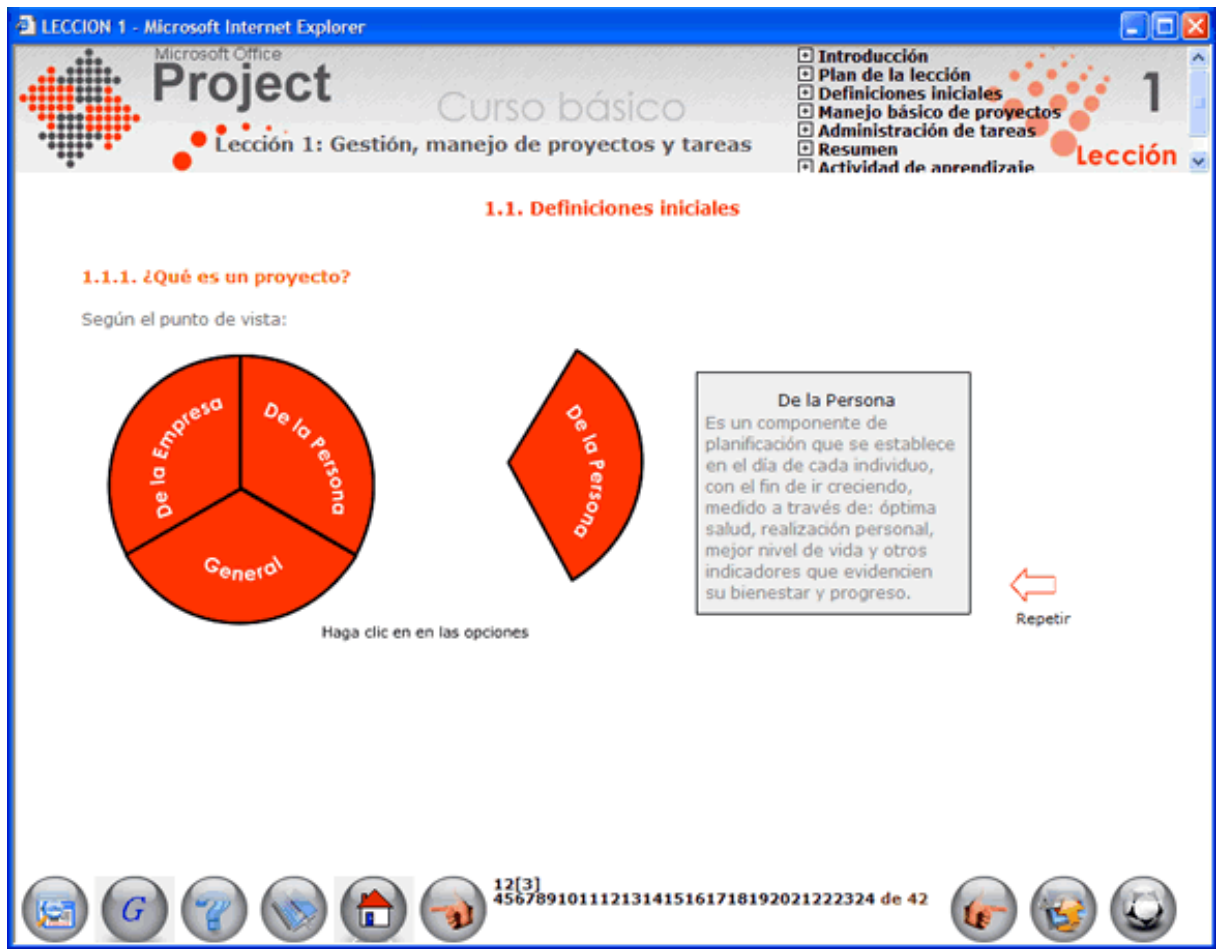 LECCION 1 - Microsoft Internet Explorer
Microsoft Office
Project
Curso básico
Lección 1: Gestión, manejo de proyectos y tareas
Introducción
Plan de la lección
Definiciones iniciales
Manejo básico de proyectos
Administración de tareas
Resumen
Actividad de aprendizaje
1
Lección
1.1. Definiciones iniciales
1.1.1. ¿Qué es un proyecto?
Según el punto de vista:
De la Empresa
De la Persona
General
De la Persona
De la Persona
Es un componente de
planificación que se establece
en el día de cada individuo,
con el fin de ir creciendo,
medido a través de: óptima
salud, realización personal,
mejor nivel de vida y otros
indicadores que evidencien
su bienestar y progreso.
Repetir
Haga clic en en las opciones
G
12[3]
456789101112131415161718192021222324 de 42